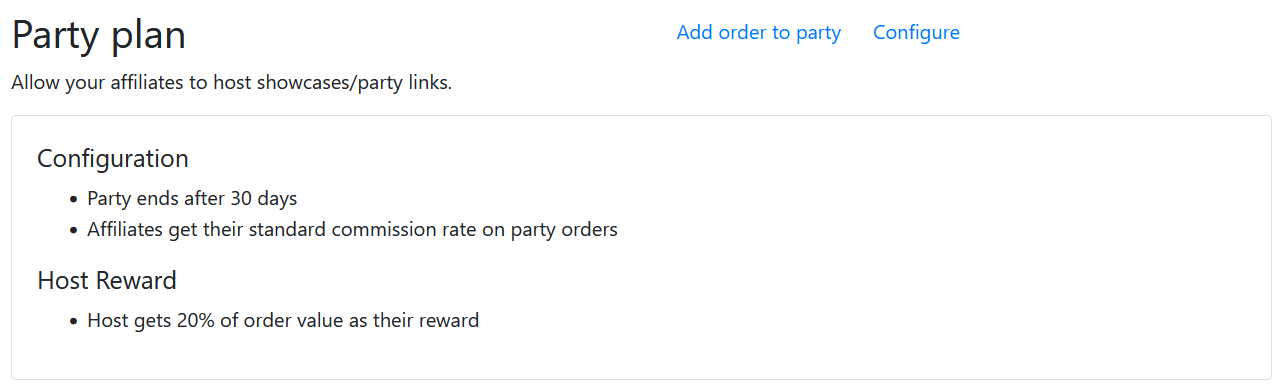 Party plan
Add order to party
Configure
Allow your affiliates to host showcases/party links.
Configuration
• Party ends after 30 days
• Affiliates get their standard commission rate on party orders
Host Reward
• Host gets 20% of order value as their reward